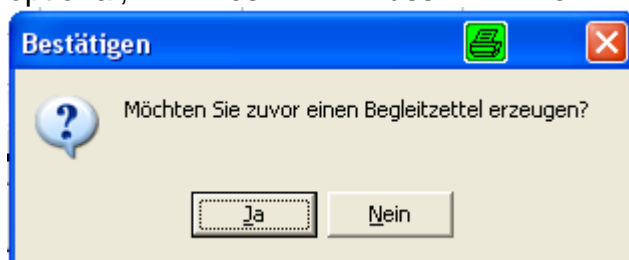 Bestätigen
Möchten Sie zuvor einen Begleitzettel erzeugen?
Ja
Nein